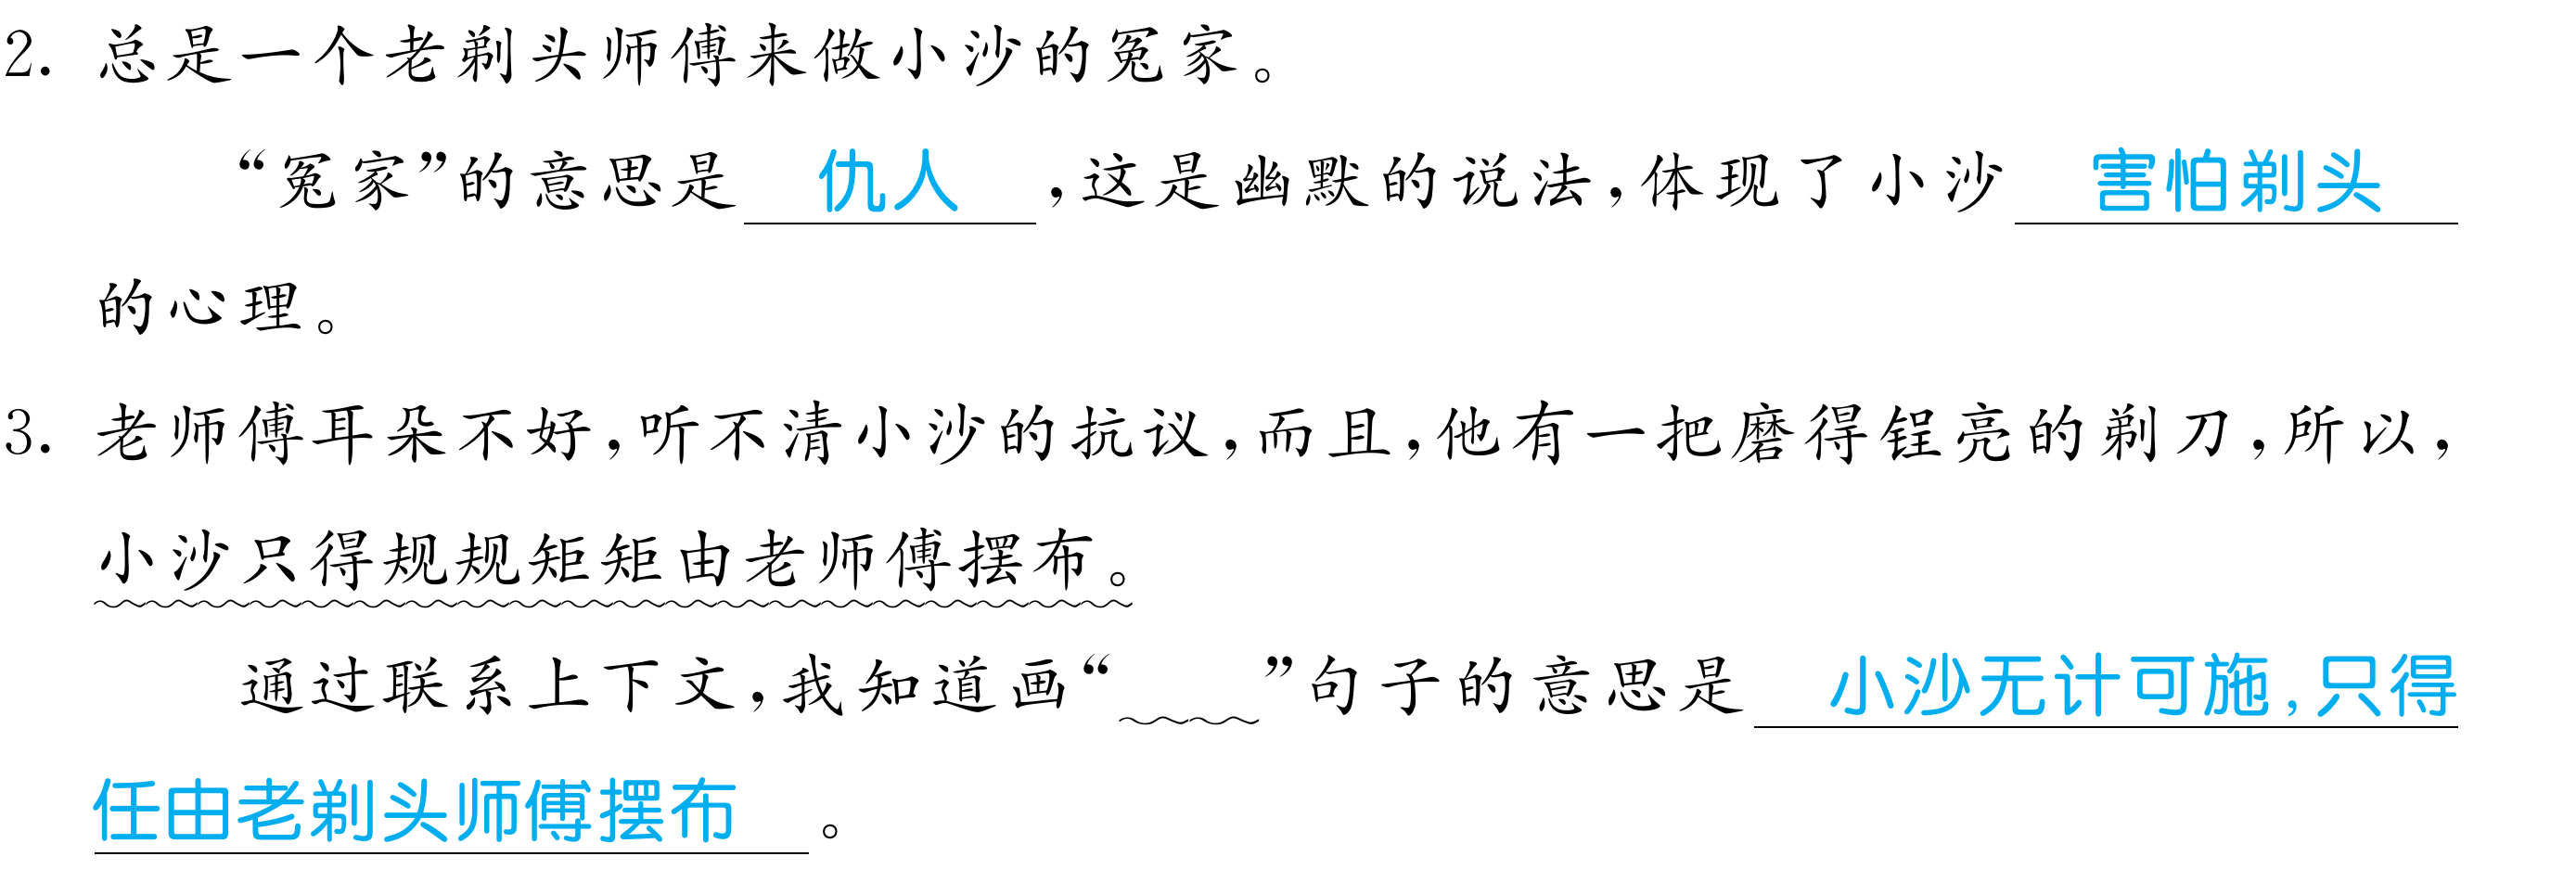 2. 总是一个老剃头师傅来做小沙的冤家。
“冤家”的意思是 仇人 ,这是幽默的说法,体现了小沙 害怕剃头
的心理。
3. 老师傅耳朵不好,听不清小沙的抗议,而且,他有一把磨得锃亮的剃刀,所以,
小沙只得规规矩矩由老师傅摆布。
通过联系上下文,我知道画“ ”句子的意思是 小沙无计可施,只得
任由老剃头师傅摆布 。